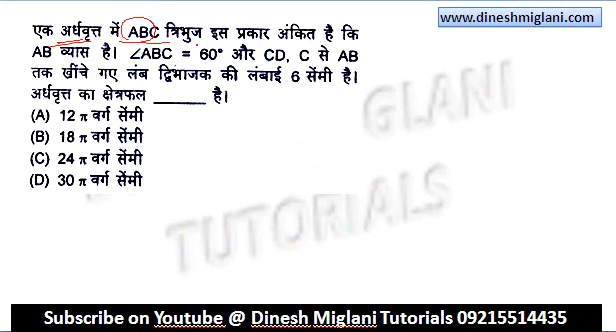 www.dineshmiglani.com
एक अर्धवृत्त में ABC त्रिभुज इस प्रकार अंकित है कि
AB व्यास है। ∠ABC = 60° और CD, C से AB
तक खींचे गए लंब द्विभाजक की लंबाई 6 सेंमी है।
अर्धवृत्त का क्षेत्रफल ______ है।
(A) 12 π वर्ग सेंमी
(B) 18 π वर्ग सेंमी
(C) 24 π वर्ग सेंमी
(D) 30 π वर्ग सेंमी
GLANI
TUTORIALS
Subscribe on Youtube @ Dinesh Miglani Tutorials 09215514435